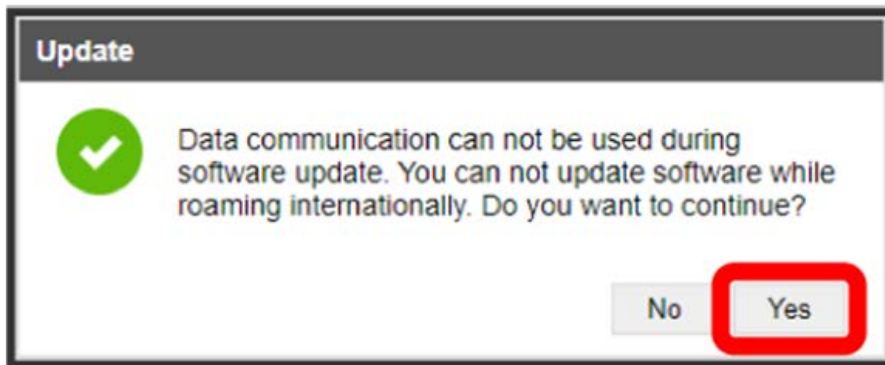 Update
Data communication can not be used during
software update. You can not update software while
roaming internationally. Do you want to continue?
No
Yes